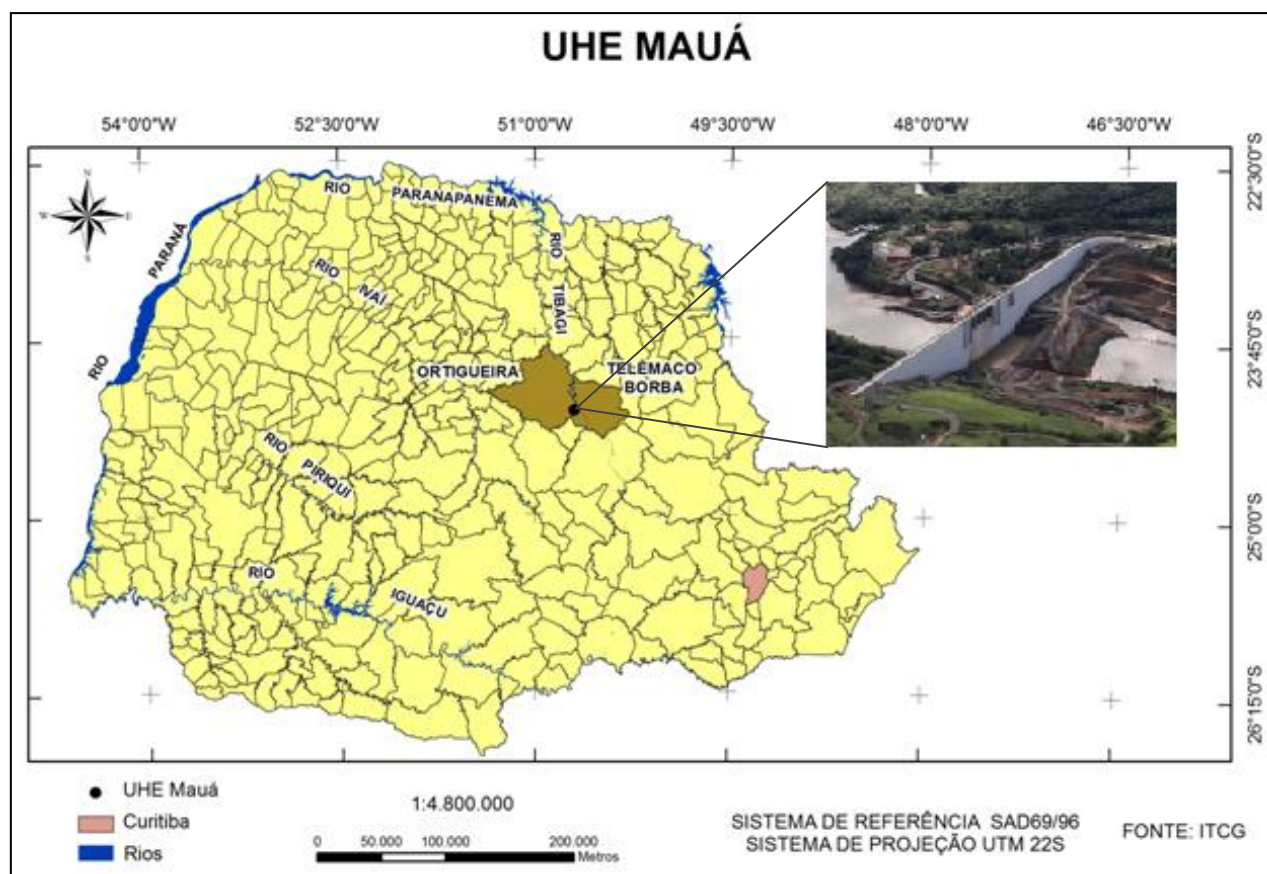 UHE MAUÁ
54°0'0"W
52°30'0"W
51°0'0"W
49°30'0"W
48°0'0"W
46°30'0"W
22°30'0"S
23°45'0"S
25°0'0"S
26°15'0"S
N
W
E
S
RIO
PARANAPANEMA
RIO
PARANÁ
RIO
IVAÍ
RIO
TIBAGI
ORTIGUEIRA
TELEMACO
BORBA
RIO
PIRIQUI
RIO
IGUAÇU
UHE Mauá
Curitiba
Rios
1:4.800.000
0 50.000 100.000 200.000
Metros
SISTEMA DE REFERÊNCIA SAD69/96
SISTEMA DE PROJEÇÃO UTM 22S
FONTE: ITCG